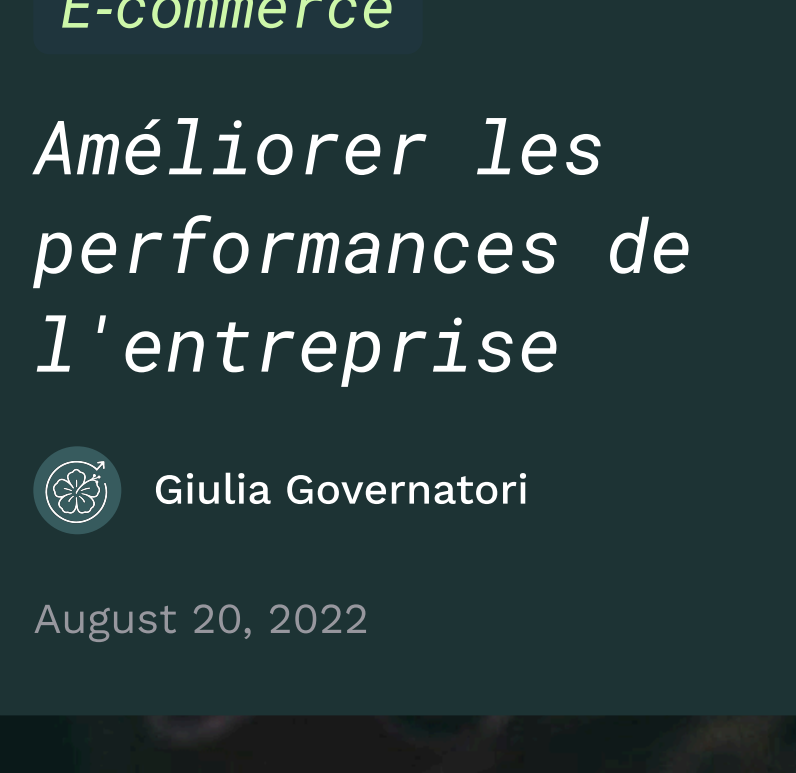 E-commerce
Améliorer les
performances de
l'entreprise
Giulia Governatori
August 20, 2022